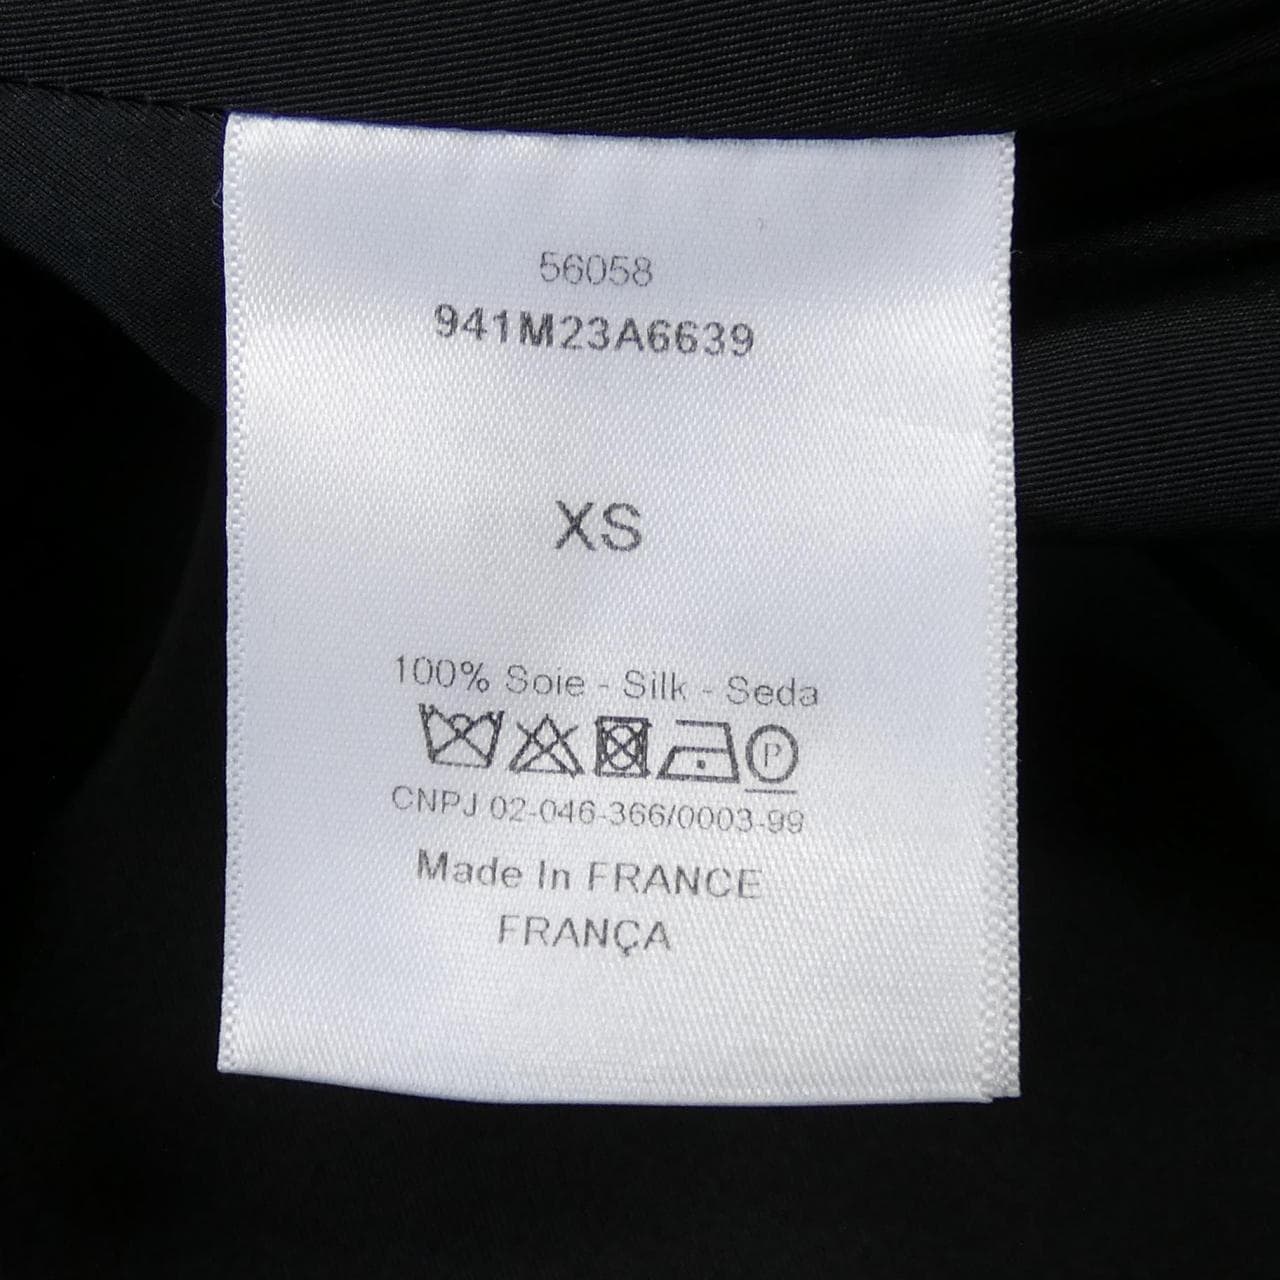 56058
941M23A6639
XS
100% Soie - Silk - Seda
P
CNPJ 02-046-366/0003-99
Made In FRANCE
FRANÇA